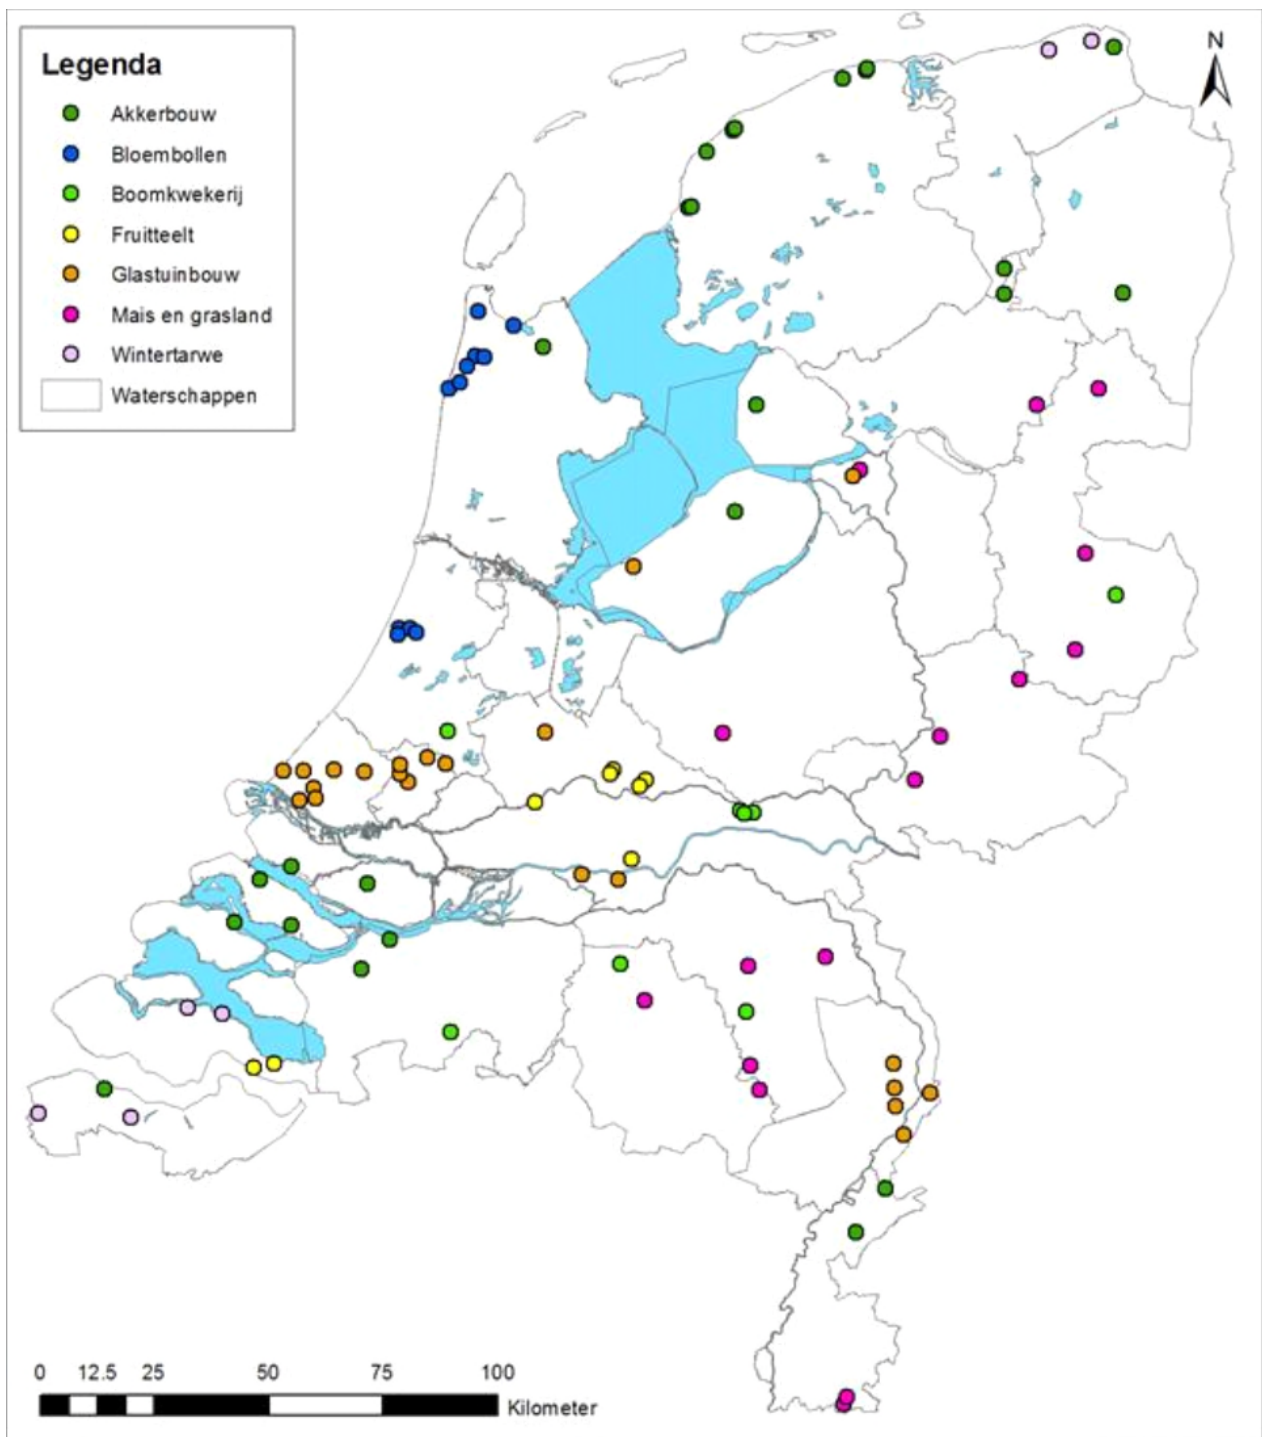 Legenda
Akkerbouw
Bloembollen
Boomkwekerij
Fruitteelt
Glastuinbouw
Mais en grasland
Wintertarwe
Waterschappen
N
0 12.5 25 50 75 100
Kilometer